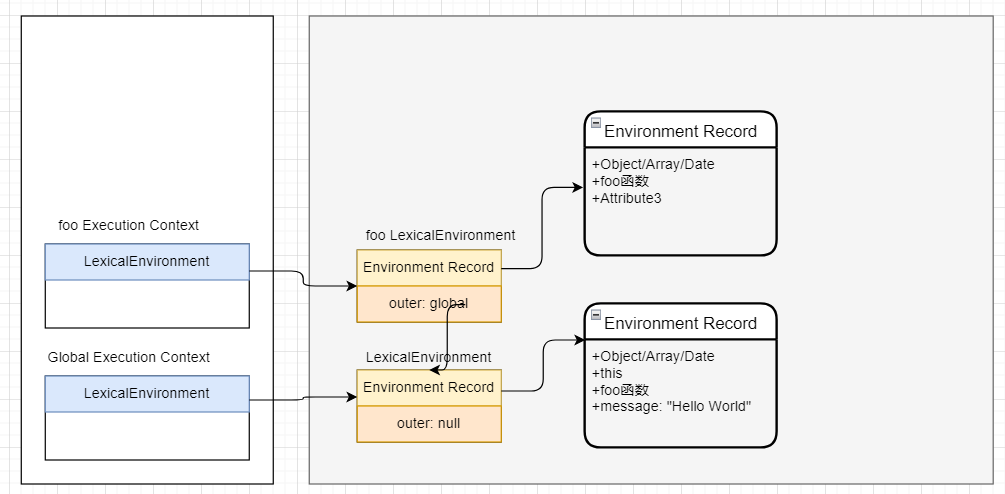 foo Execution Context
LexicalEnvironment
Global Execution Context
LexicalEnvironment
foo LexicalEnvironment
Environment Record
outer: global
LexicalEnvironment
Environment Record
outer: null
Environment Record
+Object/Array/Date
+foo函数
+Attribute3
Environment Record
+Object/Array/Date
+this
+foo函数
+message: "Hello World"